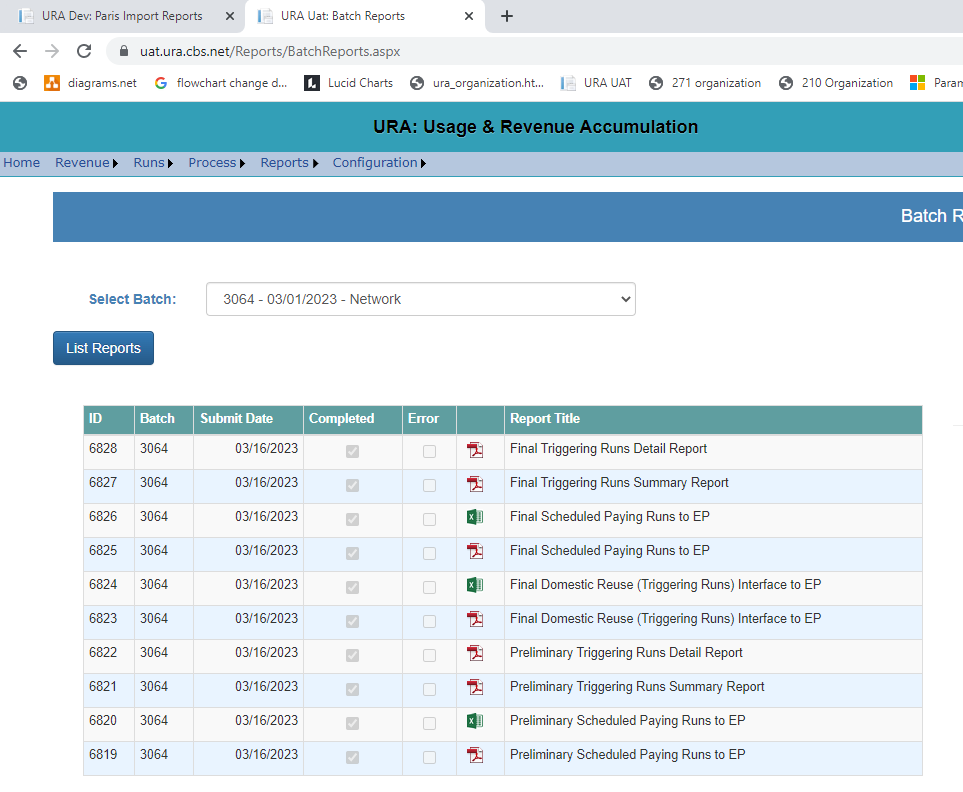 URA Dev: Paris Import Reports URA Uat: Batch Reports
uat.ura.cbs.net/Reports/BatchReports.aspx
diagrams.net flowchart change d... Lucid Charts ura_organization.ht... URA UAT 271 organization 210 Organization Param
URA: Usage & Revenue Accumulation
Home Revenue Runs Process Reports Configuration
Batch R
Select Batch: 3064 - 03/01/2023 - Network
List Reports
ID Batch Submit Date Completed Error Report Title
6828 3064 03/16/2023 Final Triggering Runs Detail Report
6827 3064 03/16/2023 Final Triggering Runs Summary Report
6826 3064 03/16/2023 Final Scheduled Paying Runs to EP
6825 3064 03/16/2023 Final Scheduled Paying Runs to EP
6824 3064 03/16/2023 Final Domestic Reuse (Triggering Runs) Interface to EP
6823 3064 03/16/2023 Final Domestic Reuse (Triggering Runs) Interface to EP
6822 3064 03/16/2023 Preliminary Triggering Runs Detail Report
6821 3064 03/16/2023 Preliminary Triggering Runs Summary Report
6820 3064 03/16/2023 Preliminary Scheduled Paying Runs to EP
6819 3064 03/16/2023 Preliminary Scheduled Paying Runs to EP